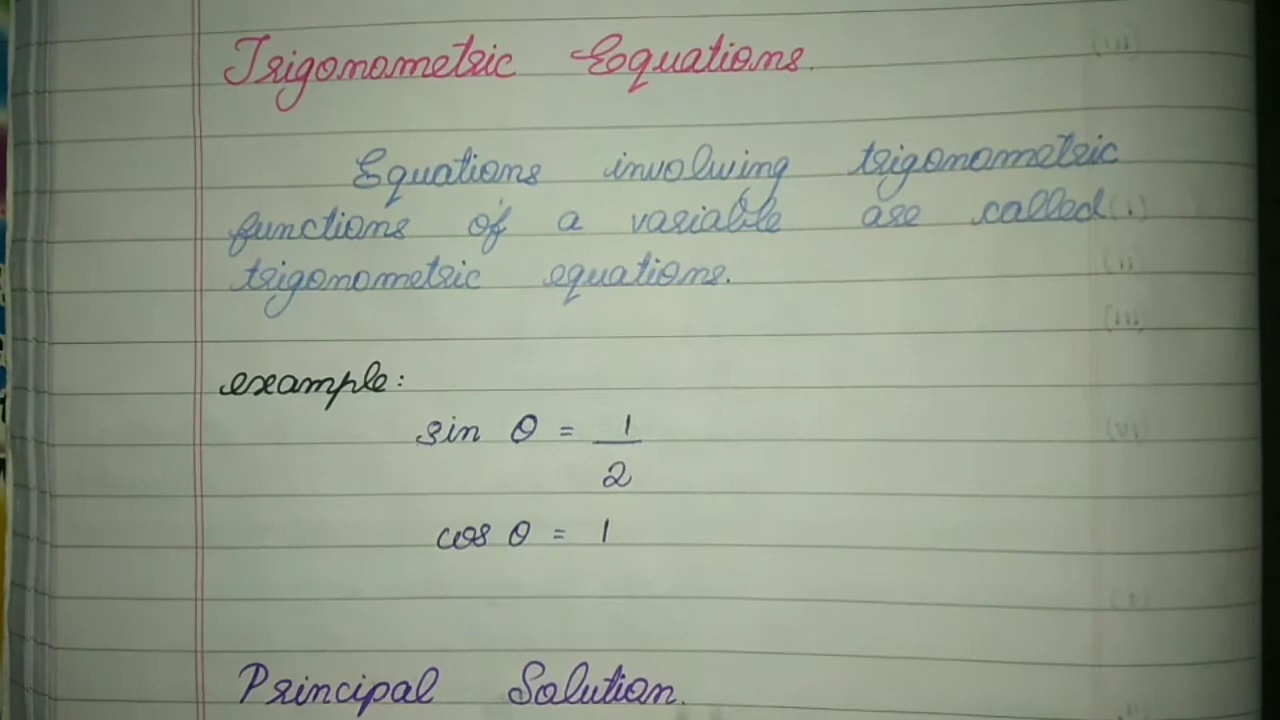 Trigonometric Equations.
Equations involving trigonometric
functions of a variable are called
trigonometric equations.
example:
sin θ = 1/2
cos θ = 1
Principal Solution.